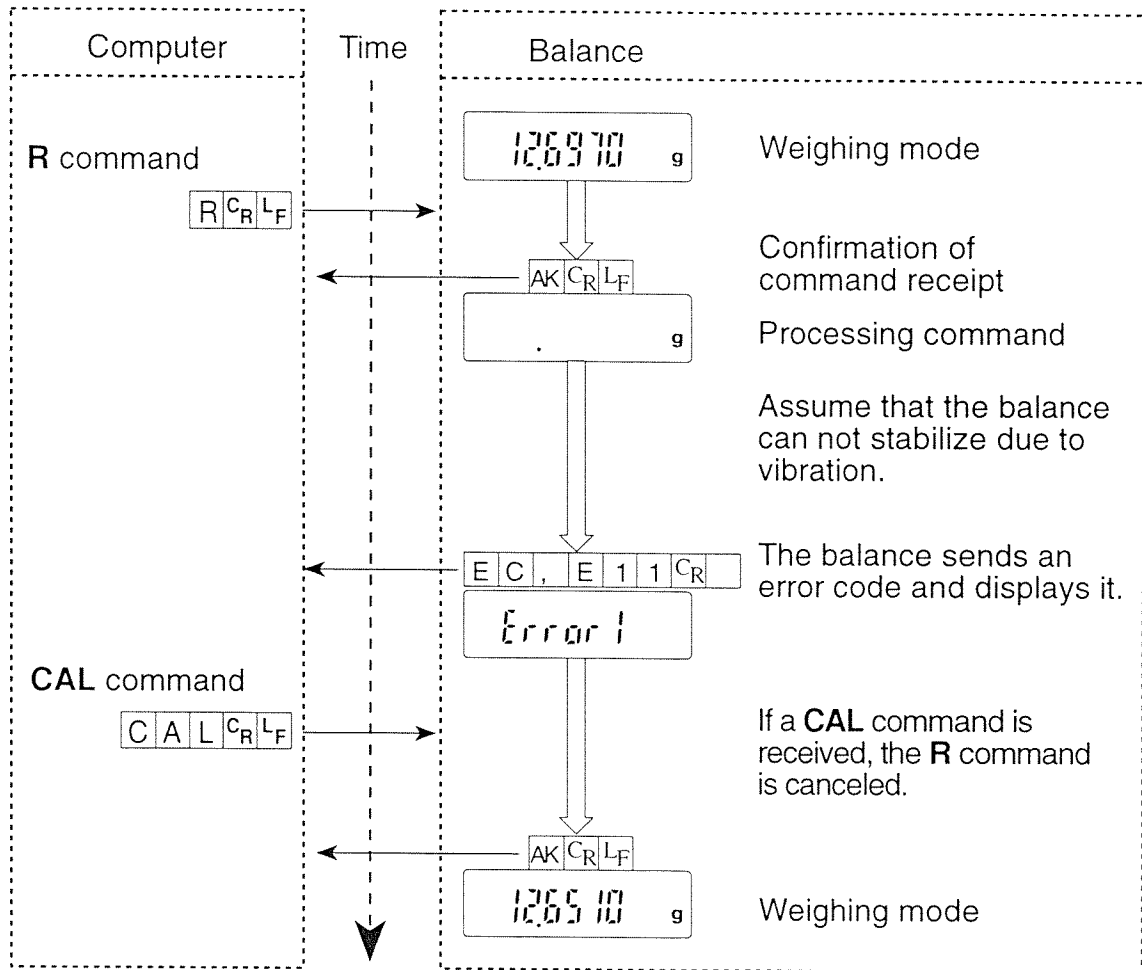 Computer
Time
Balance
12.6970 g
Weighing mode
R command
R CR LF
AK CR LF
Confirmation of
command receipt
. g
Processing command
Assume that the balance
can not stabilize due to
vibration.
E C , E 1 1 CR
The balance sends an
error code and displays it.
Error 1
CAL command
C A L CR LF
If a CAL command is
received, the R command
is canceled.
AK CR LF
12.6510 g
Weighing mode